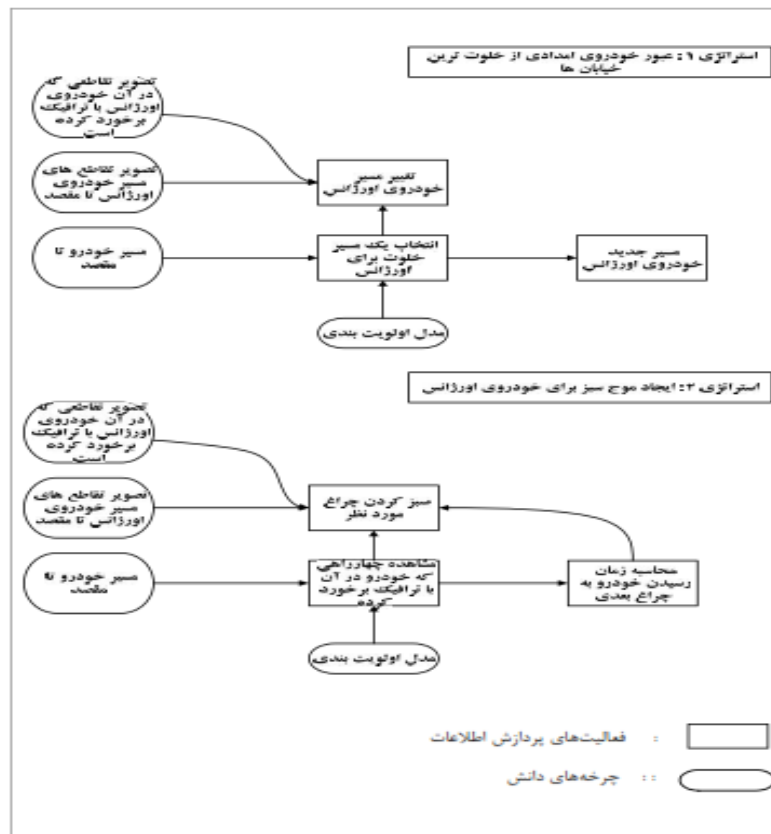 استراتژی ۱: عبور خودروی امدادی از خلوت ترین
خیابان ها
تصویر تقاطعی که
در آن خودروی
اورژانس با ترافیک
برخورد کرده
است
تصویر تقاطع های
مسیر خودروی
اورژانس تا مقصد
تغییر مسیر
خودروی اورژانس
مسیر خودرو تا
مقصد
انتخاب یک مسیر
خلوت برای
اورژانس
مسیر جدید
خودروی اورژانس
مدل اولویت بندی
استراتژی ۲: ایجاد موج سبز برای خودروی اورژانس
تصویر تقاطعی که
در آن خودروی
اورژانس با ترافیک
برخورد کرده
است
تصویر تقاطع های
مسیر خودروی
اورژانس تا مقصد
سبز کردن چراغ
مورد نظر
مسیر خودرو تا
مقصد
مشاهده چهارراهی
که خودرو در آن
با ترافیک برخورد
کرده
محاسبه زمان
رسیدن خودرو به
چراغ بعدی
مدل اولویت بندی
: فعالیت‌های پردازش اطلاعات
: : چرخه‌های دانش